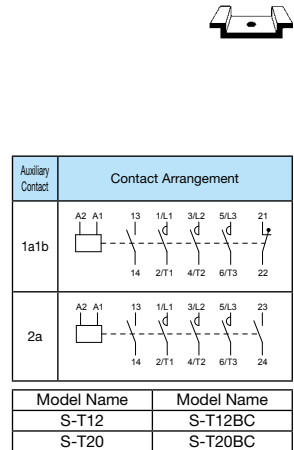 Auxiliary
Contact
Contact Arrangement
1a1b
A2 A1 13 1/L1 3/L2 5/L3 21
14 2/T1 4/T2 6/T3 22
2a
A2 A1 13 1/L1 3/L2 5/L3 23
14 2/T1 4/T2 6/T3 24
Model Name Model Name
S-T12 S-T12BC
S-T20 S-T20BC